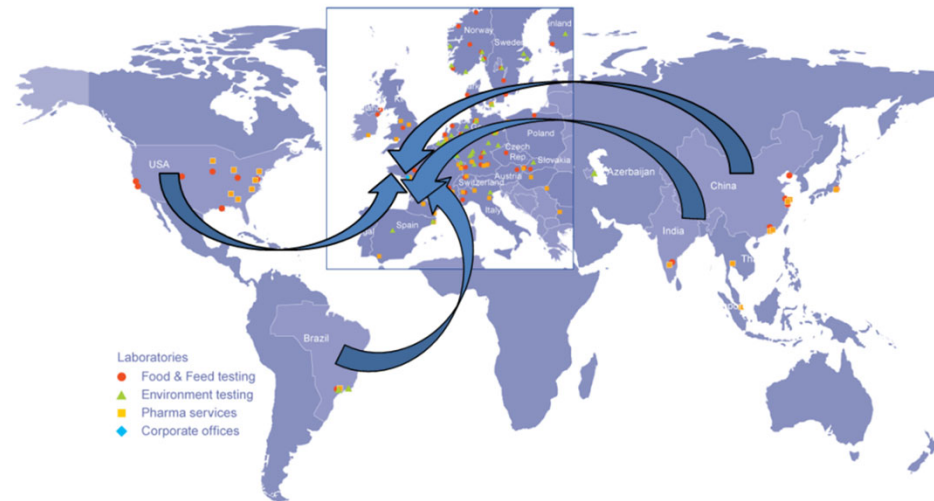 Norway
Sweden
USA
Poland
Czech
Rep
Slovakia
Austria
Switzerland
Azerbaijan
China
Italy
Spain
India
Brazil
Laboratories
Food & Feed testing
Environment testing
Pharma services
Corporate offices